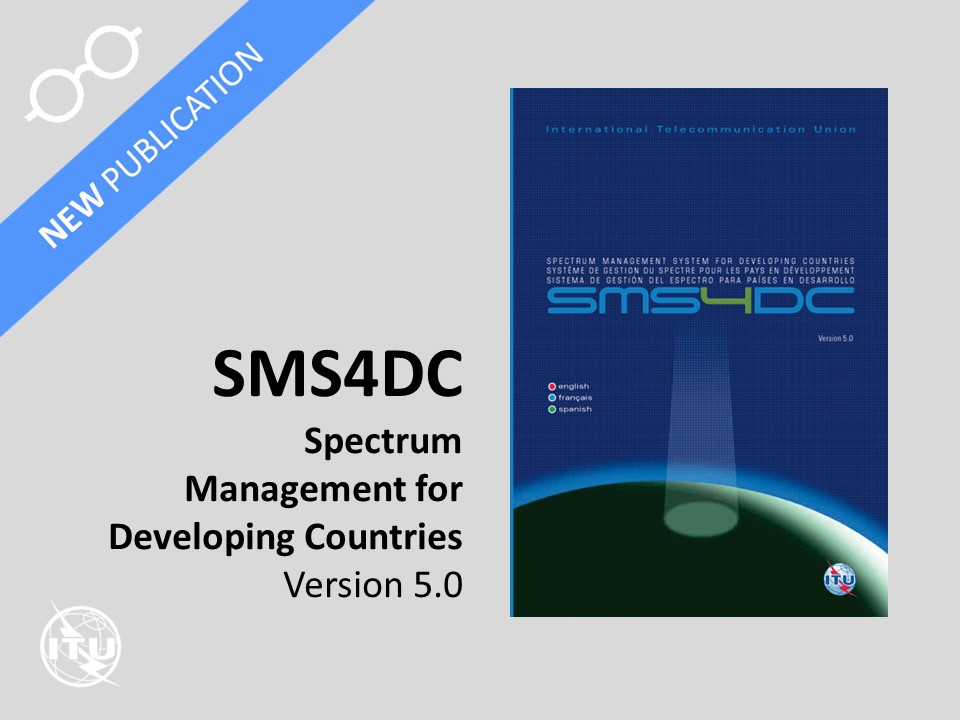 NEW PUBLICATION
International Telecommunication Union
SPECTRUM MANAGEMENT SYSTEM FOR DEVELOPING COUNTRIES
SYSTÈME DE GESTION DU SPECTRE POUR LES PAYS EN DÉVELOPPEMENT
SISTEMA DE GESTIÓN DEL ESPECTRO PARA PAÍSES EN DESARROLLO
SMS4DC
Version 5.0
english
français
spanish
ITU
SMS4DC
Spectrum
Management for
Developing Countries
Version 5.0
ITU